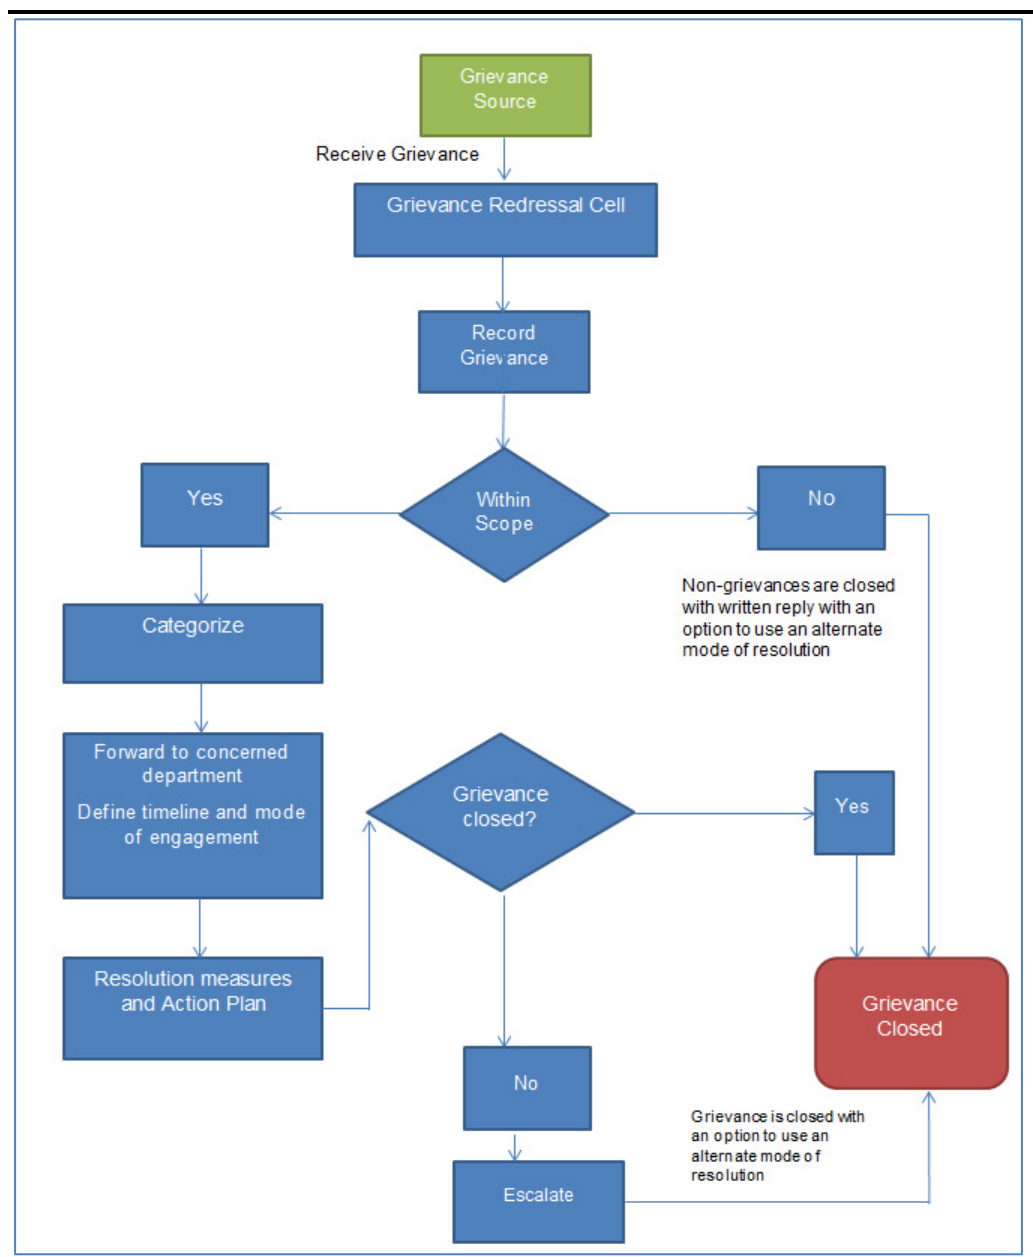 Grievance
Source
Receive Grievance
Grievance Redressal Cell
Record
Grievance
Within
Scope
Yes
No
Non-grievances are closed
with written reply with an
option to use an alternate
mode of resolution
Categorize
Forward to concerned
department
Define timeline and mode
of engagement
Resolution measures
and Action Plan
Grievance
closed?
Yes
No
Escalate
Grievance is closed with
an option to use an
alternate mode of
resolution
Grievance
Closed